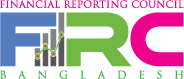 FINANCIAL REPORTING COUNCIL
FRC
BANGLADESH